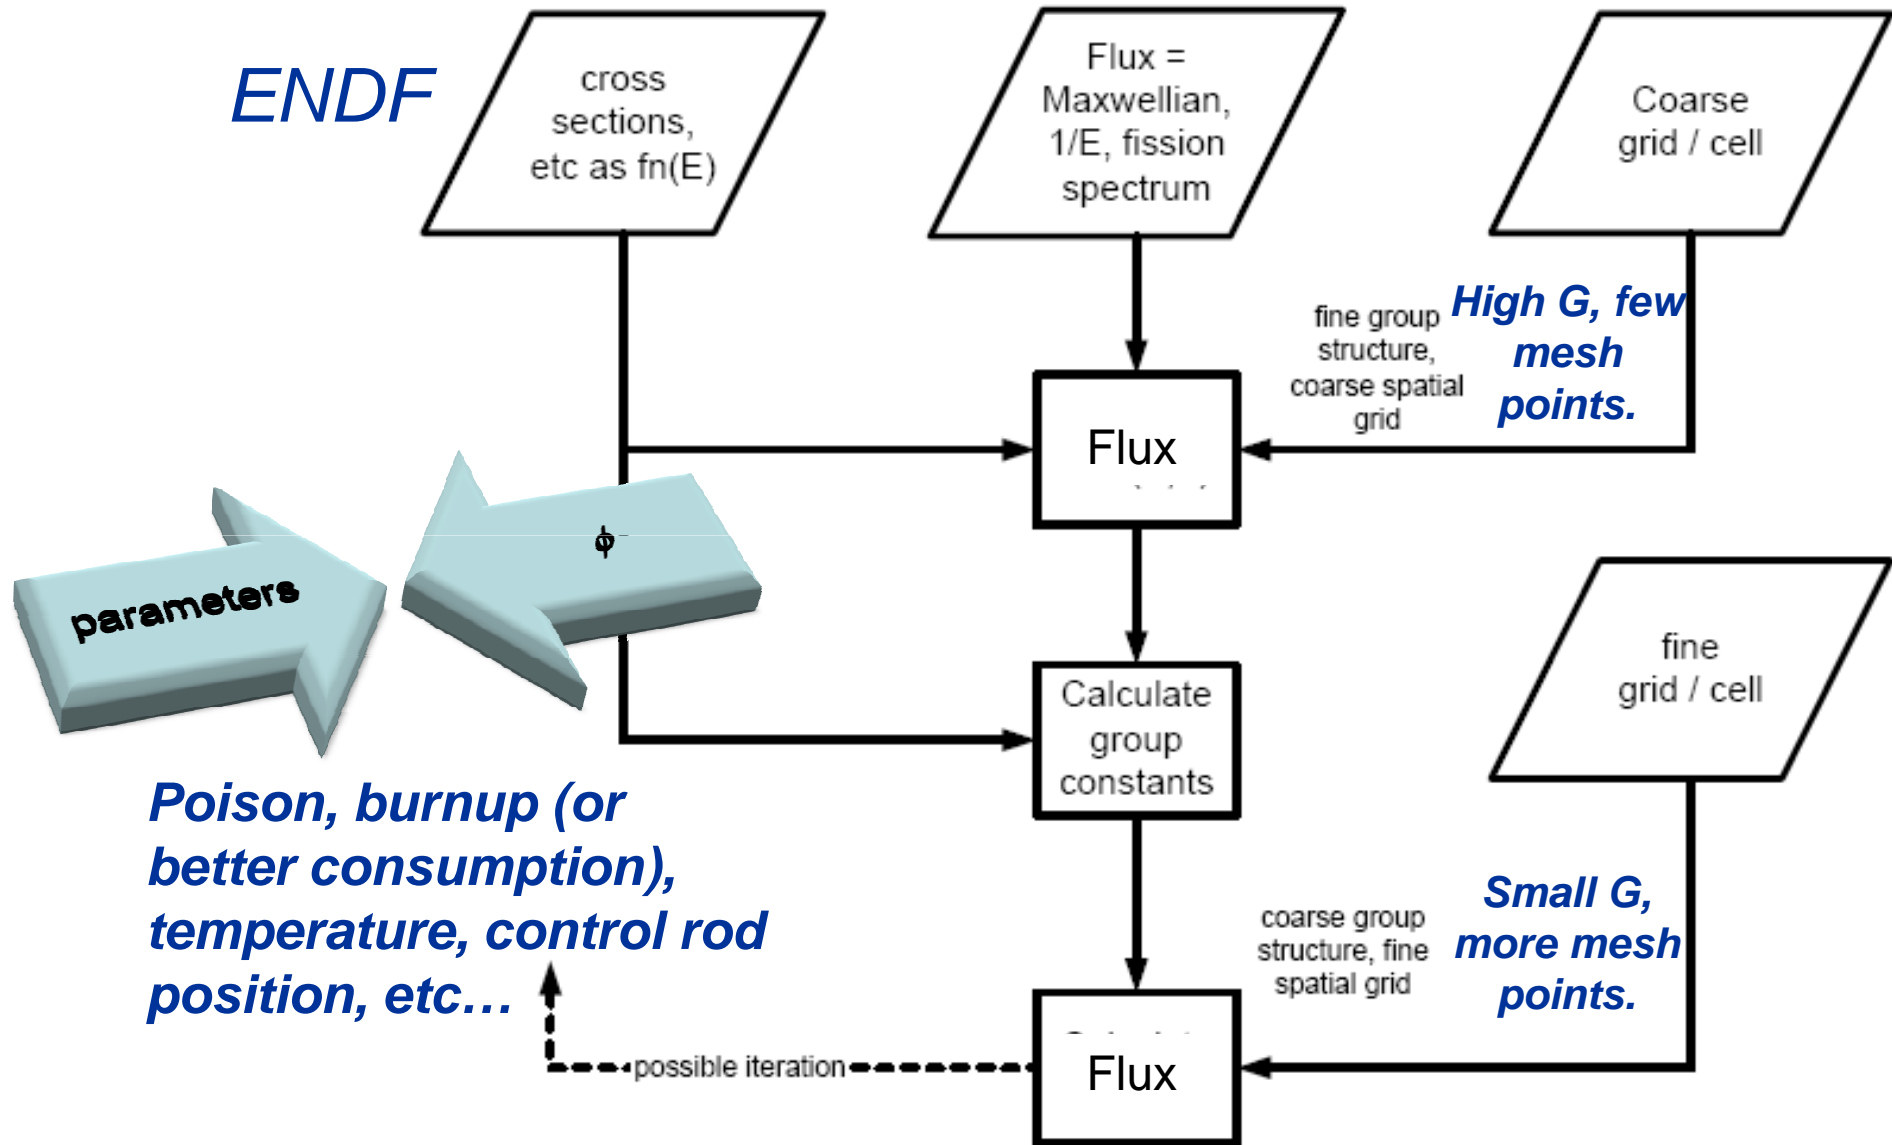 ENDF
cross
sections,
etc as fn(E)
Flux =
Maxwellian,
1/E, fission
spectrum
Coarse
grid / cell
fine group
structure,
coarse spatial
grid
High G, few
mesh
points.
Flux
parameters
ϕ
Calculate
group
constants
fine
grid / cell
Poison, burnup (or
better consumption),
temperature, control rod
position, etc…
coarse group
structure, fine
spatial grid
Small G,
more mesh
points.
possible iteration
Flux